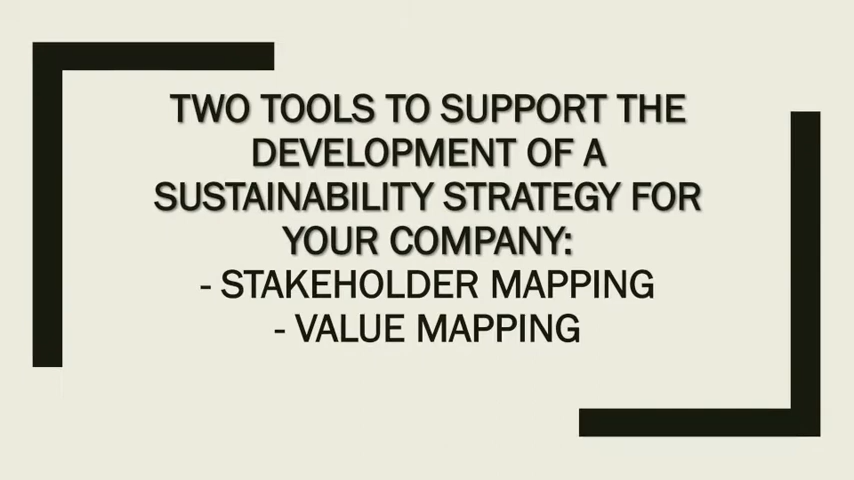 TWO TOOLS TO SUPPORT THE
DEVELOPMENT OF A
SUSTAINABILITY STRATEGY FOR
YOUR COMPANY:
- STAKEHOLDER MAPPING
- VALUE MAPPING